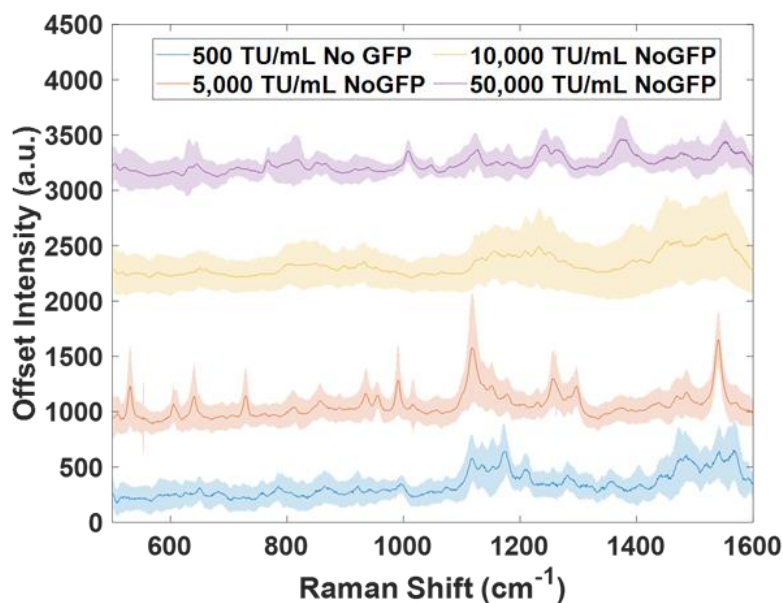 4500
4000
3500
3000
2500
2000
1500
1000
500
0
Offset Intensity (a.u.)
500 TU/mL No GFP
10,000 TU/mL NoGFP
5,000 TU/mL NoGFP
50,000 TU/mL NoGFP
600 800 1000 1200 1400 1600
Raman Shift (cm⁻¹)